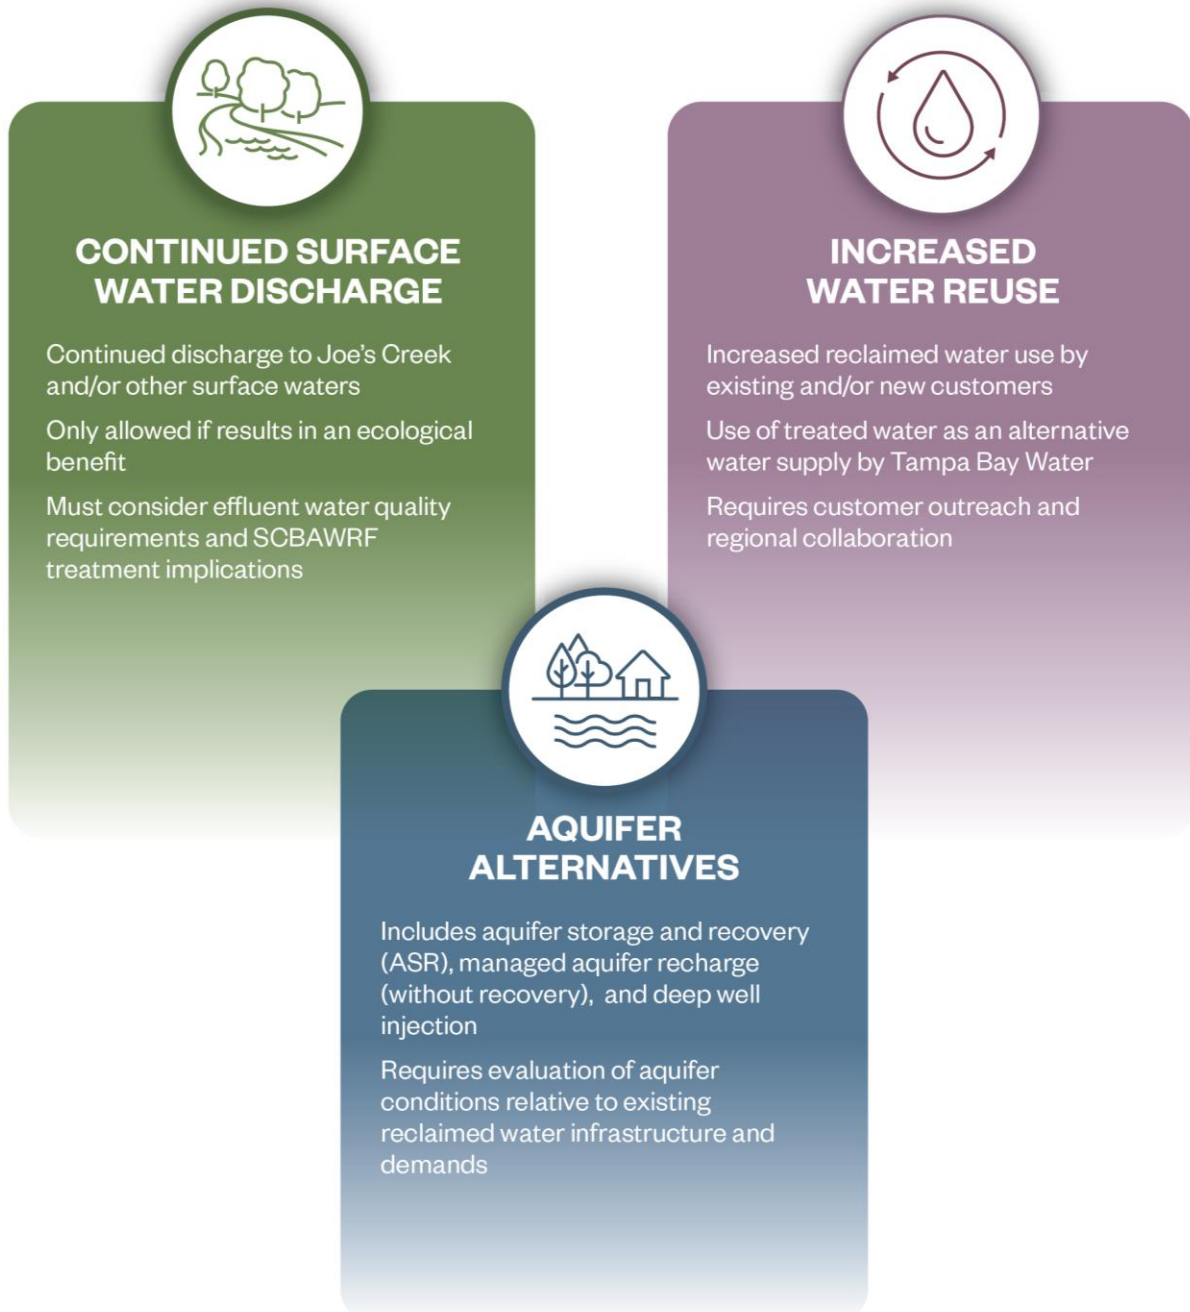 CONTINUED SURFACE
WATER DISCHARGE
Continued discharge to Joe's Creek
and/or other surface waters
Only allowed if results in an ecological
benefit
Must consider effluent water quality
requirements and SCBAWRF
treatment implications
INCREASED
WATER REUSE
Increased reclaimed water use by
existing and/or new customers
Use of treated water as an alternative
water supply by Tampa Bay Water
Requires customer outreach and
regional collaboration
AQUIFER
ALTERNATIVES
Includes aquifer storage and recovery
(ASR), managed aquifer recharge
(without recovery), and deep well
injection
Requires evaluation of aquifer
conditions relative to existing
reclaimed water infrastructure and
demands